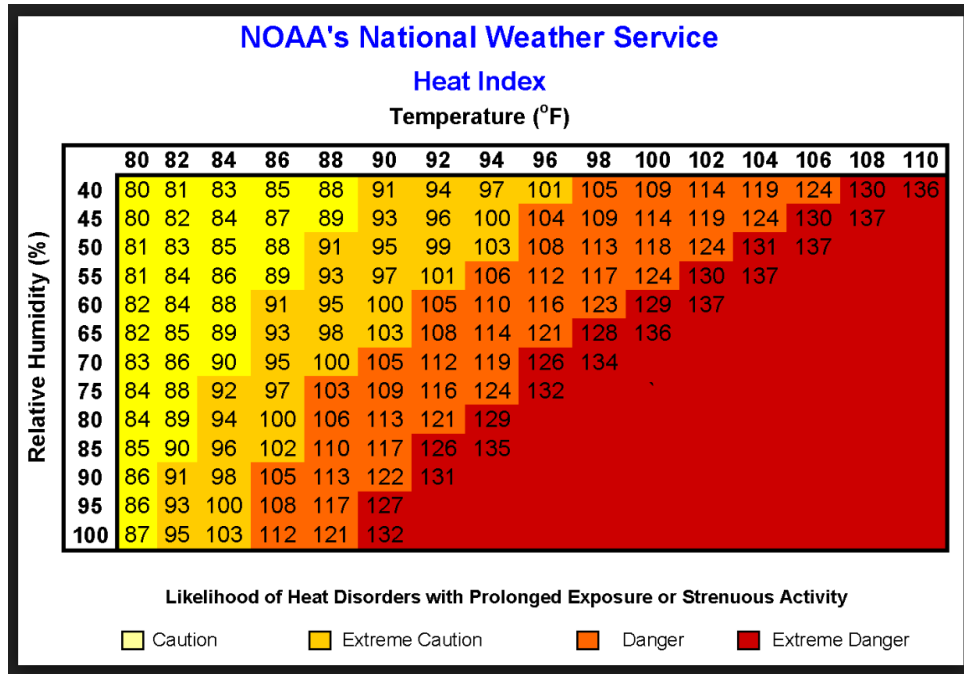 NOAA's National Weather Service
Heat Index
Temperature (°F)
80 82 84 86 88 90 92 94 96 98 100 102 104 106 108 110
Relative Humidity (%)
40 80 81 83 85 88 91 94 97 101 105 109 114 119 124 130 136
45 80 82 84 87 89 93 96 100 104 109 114 119 124 130 137
50 81 83 85 88 91 95 99 103 108 113 118 124 131 137
55 81 84 86 89 93 97 101 106 112 117 124 130 137
60 82 84 88 91 95 100 105 110 116 123 129 137
65 82 85 89 93 98 103 108 114 121 128 136
70 83 86 90 95 100 105 112 119 126 134
75 84 88 92 97 103 109 116 124 132 `
80 84 89 94 100 106 113 121 129
85 85 90 96 102 110 117 126 135
90 86 91 98 105 113 122 131
95 86 93 100 108 117 127
100 87 95 103 112 121 132
Likelihood of Heat Disorders with Prolonged Exposure or Strenuous Activity
Caution Extreme Caution Danger Extreme Danger